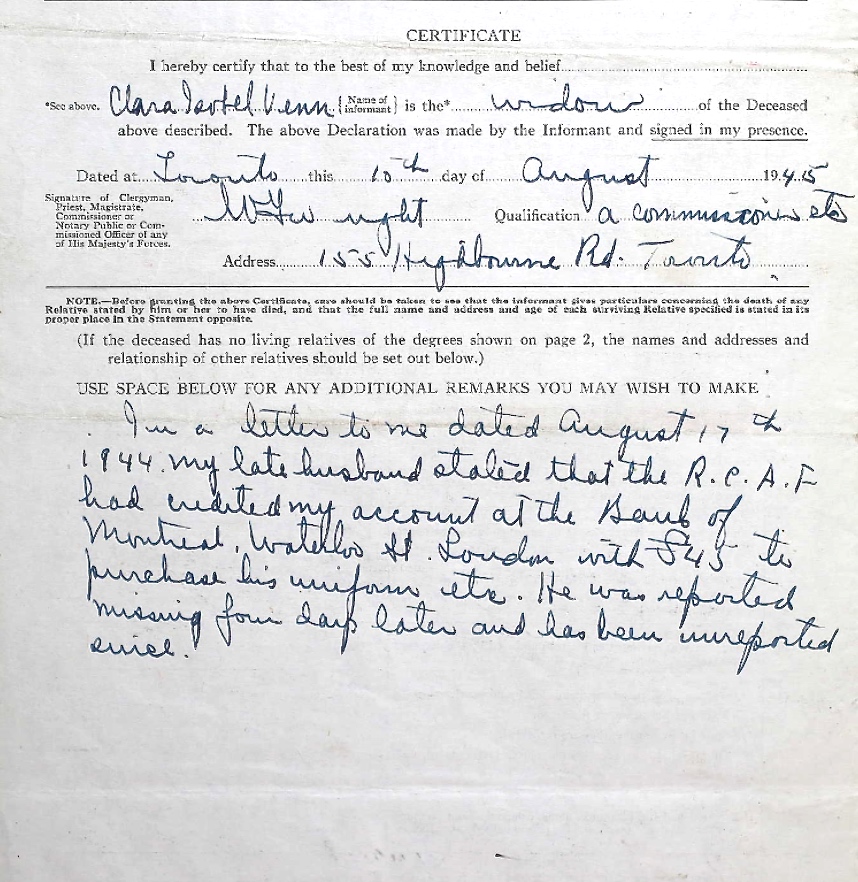 CERTIFICATE
I hereby certify that to the best of my knowledge and belief
*See above. Clara Isobel Venn {Name of informant} is the* widow of the Deceased
above described. The above Declaration was made by the Informant and signed in my presence.
Dated at Toronto this 10th day of August 1945
Signature of Clergyman,
Priest, Magistrate,
Commissioner or
Notary Public or Com-
missioned Officer of any
of His Majesty's Forces.
Qualification a commissioner etc
Address 155 Highbourne Rd. Toronto
NOTE.—Before granting the above Certificate, care should be taken to see that the informant gives particulars concerning the death of any
Relative stated by him or her to have died, and that the full name and address and age of each surviving Relative specified is stated in its
proper place in the Statement opposite.
(If the deceased has no living relatives of the degrees shown on page 2, the names and addresses and
relationship of other relatives should be set out below.)
USE SPACE BELOW FOR ANY ADDITIONAL REMARKS YOU MAY WISH TO MAKE
In a letter to me dated August 17th
1944. my late husband stated that the R.C.A.F
had credited my account at the Bank of
Montreal, Waterloo St. London with £45 to
purchase his uniform etc. He was reported
missing four days later and has been unreported
since.